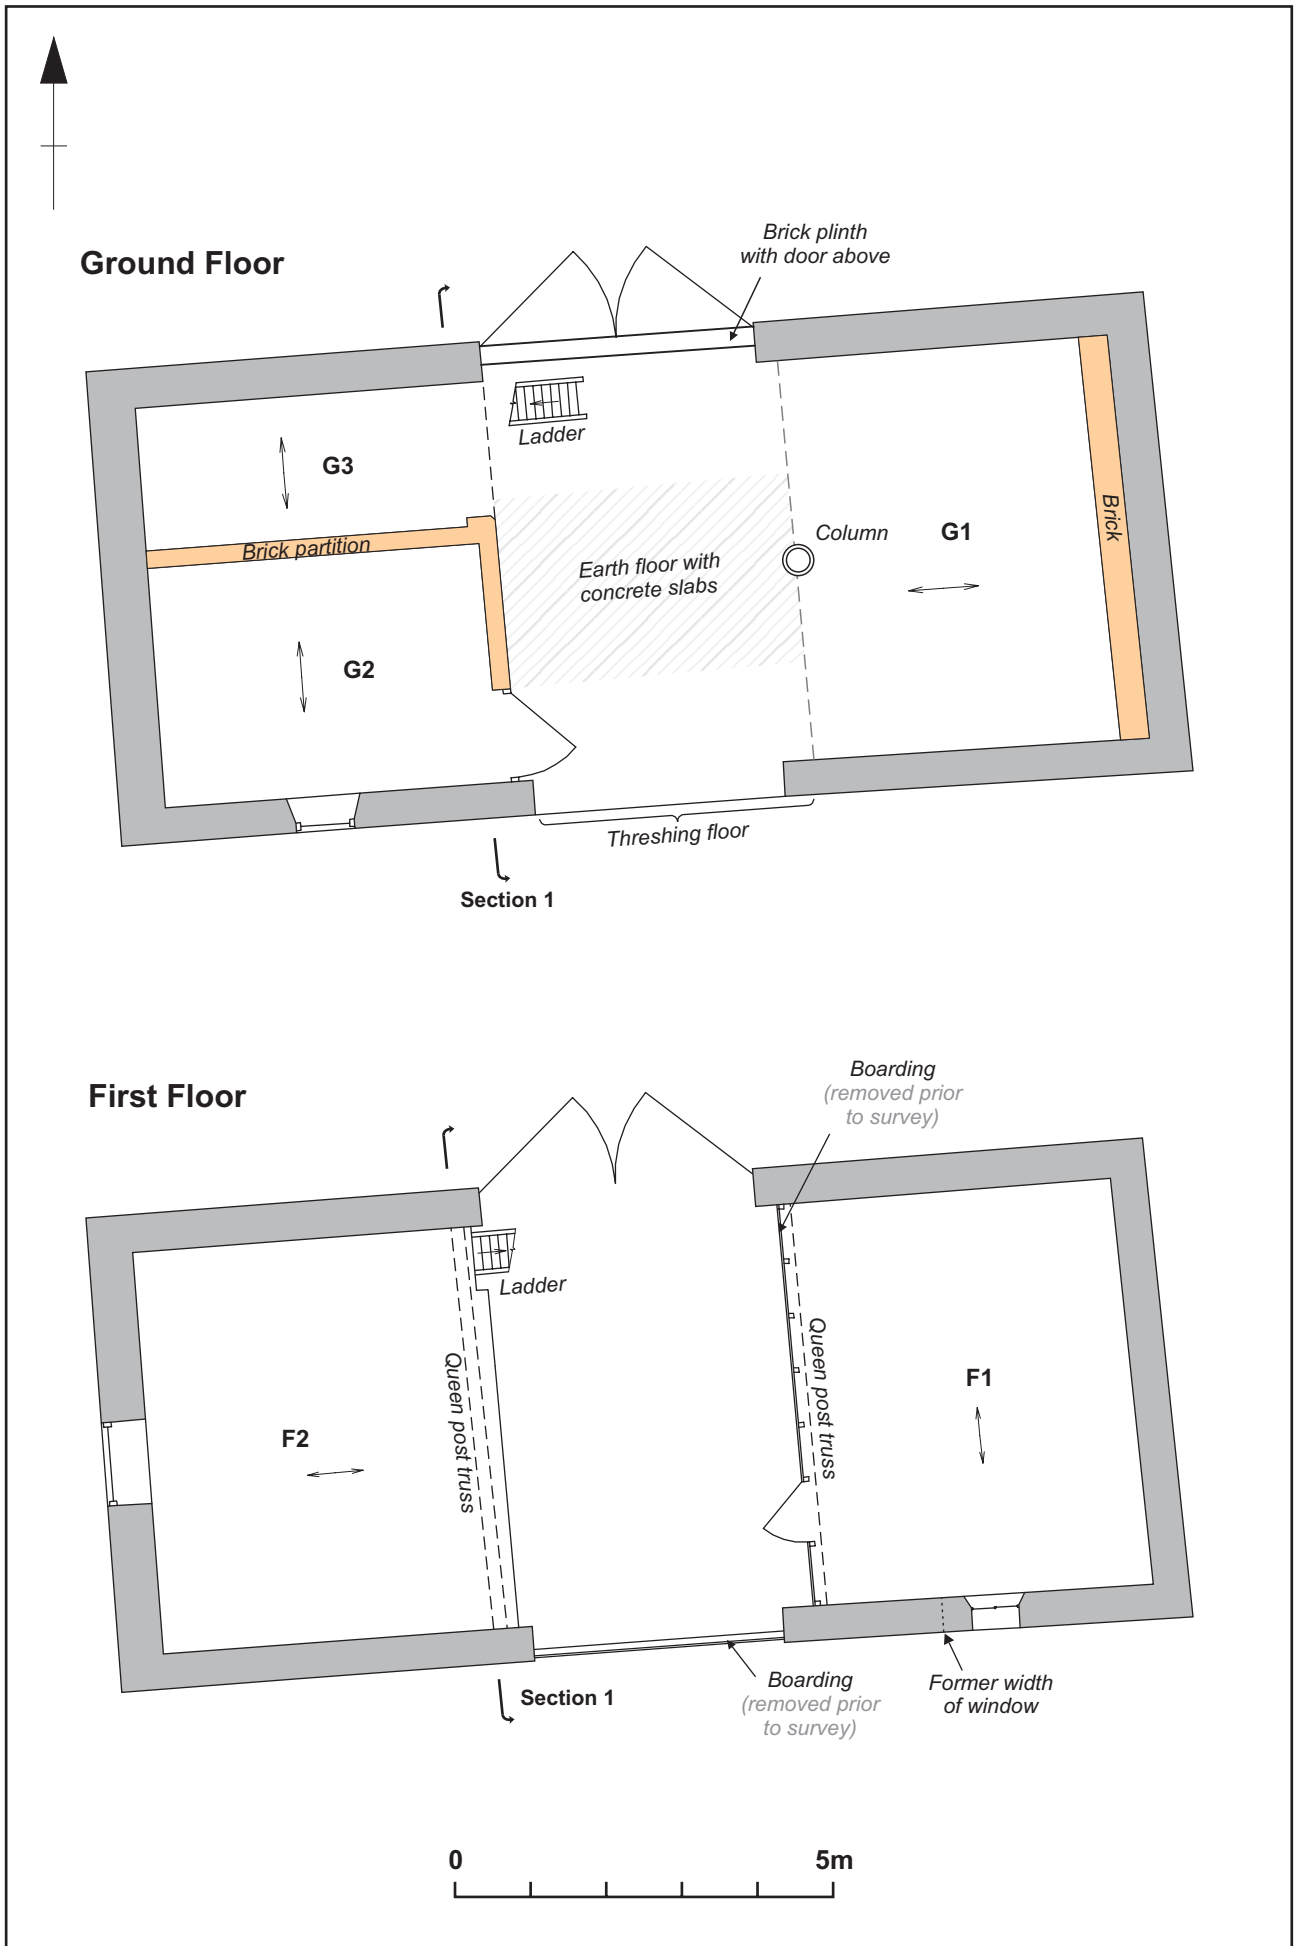 Ground Floor
Brick plinth
with door above
Ladder
G3
Column
G1
Brick
Brick partition
Earth floor with
concrete slabs
G2
Threshing floor
Section 1
First Floor
Boarding
(removed prior
to survey)
Ladder
Queen post truss
Queen post truss
F1
F2
Section 1
Boarding
(removed prior
to survey)
Former width
of window
0
5m